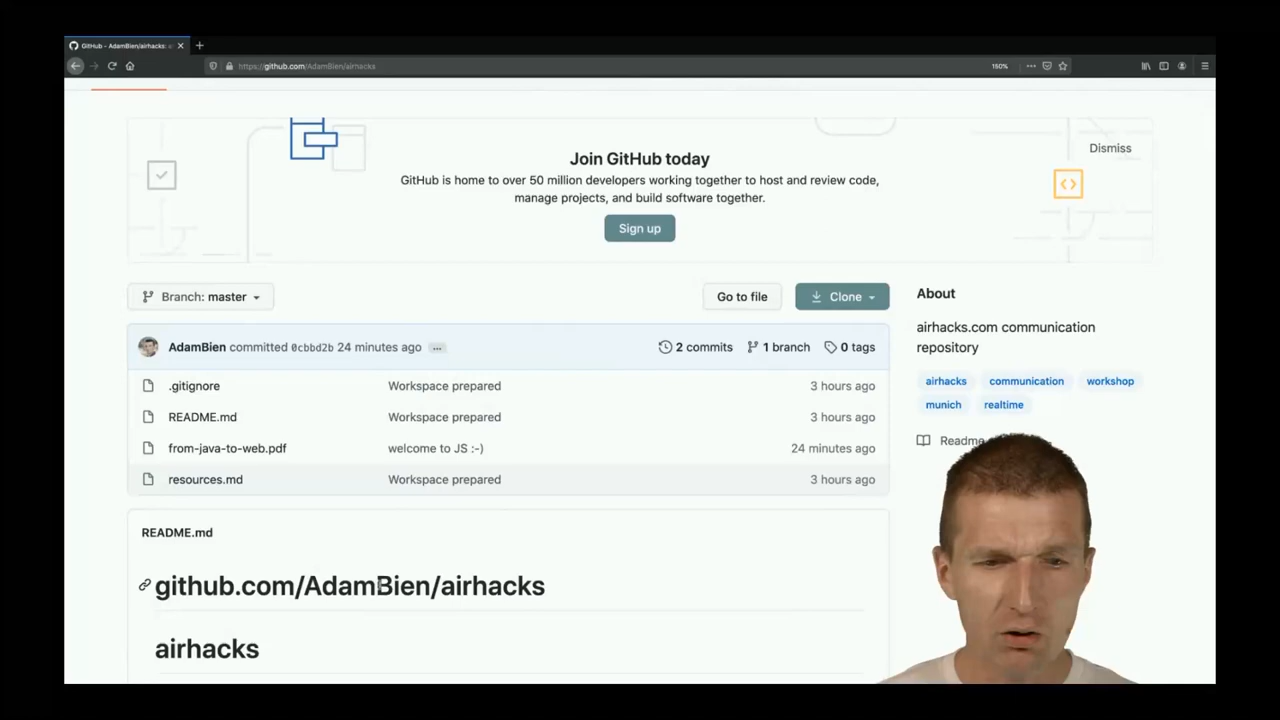 GitHub - AdamBien/airhacks: a
https://github.com/AdamBien/airhacks
150%
Join GitHub today
Dismiss
GitHub is home to over 50 million developers working together to host and review code,
manage projects, and build software together.
Sign up
Branch: master
Go to file
Clone
About
airhacks.com communication
repository
AdamBien committed 0cbbd2b 24 minutes ago ...
2 commits
1 branch
0 tags
.gitignore Workspace prepared 3 hours ago
README.md Workspace prepared 3 hours ago
from-java-to-web.pdf welcome to JS :-) 24 minutes ago
resources.md Workspace prepared 3 hours ago
airhacks communication workshop
munich realtime
Readme
README.md
github.com/AdamBien/airhacks
airhacks